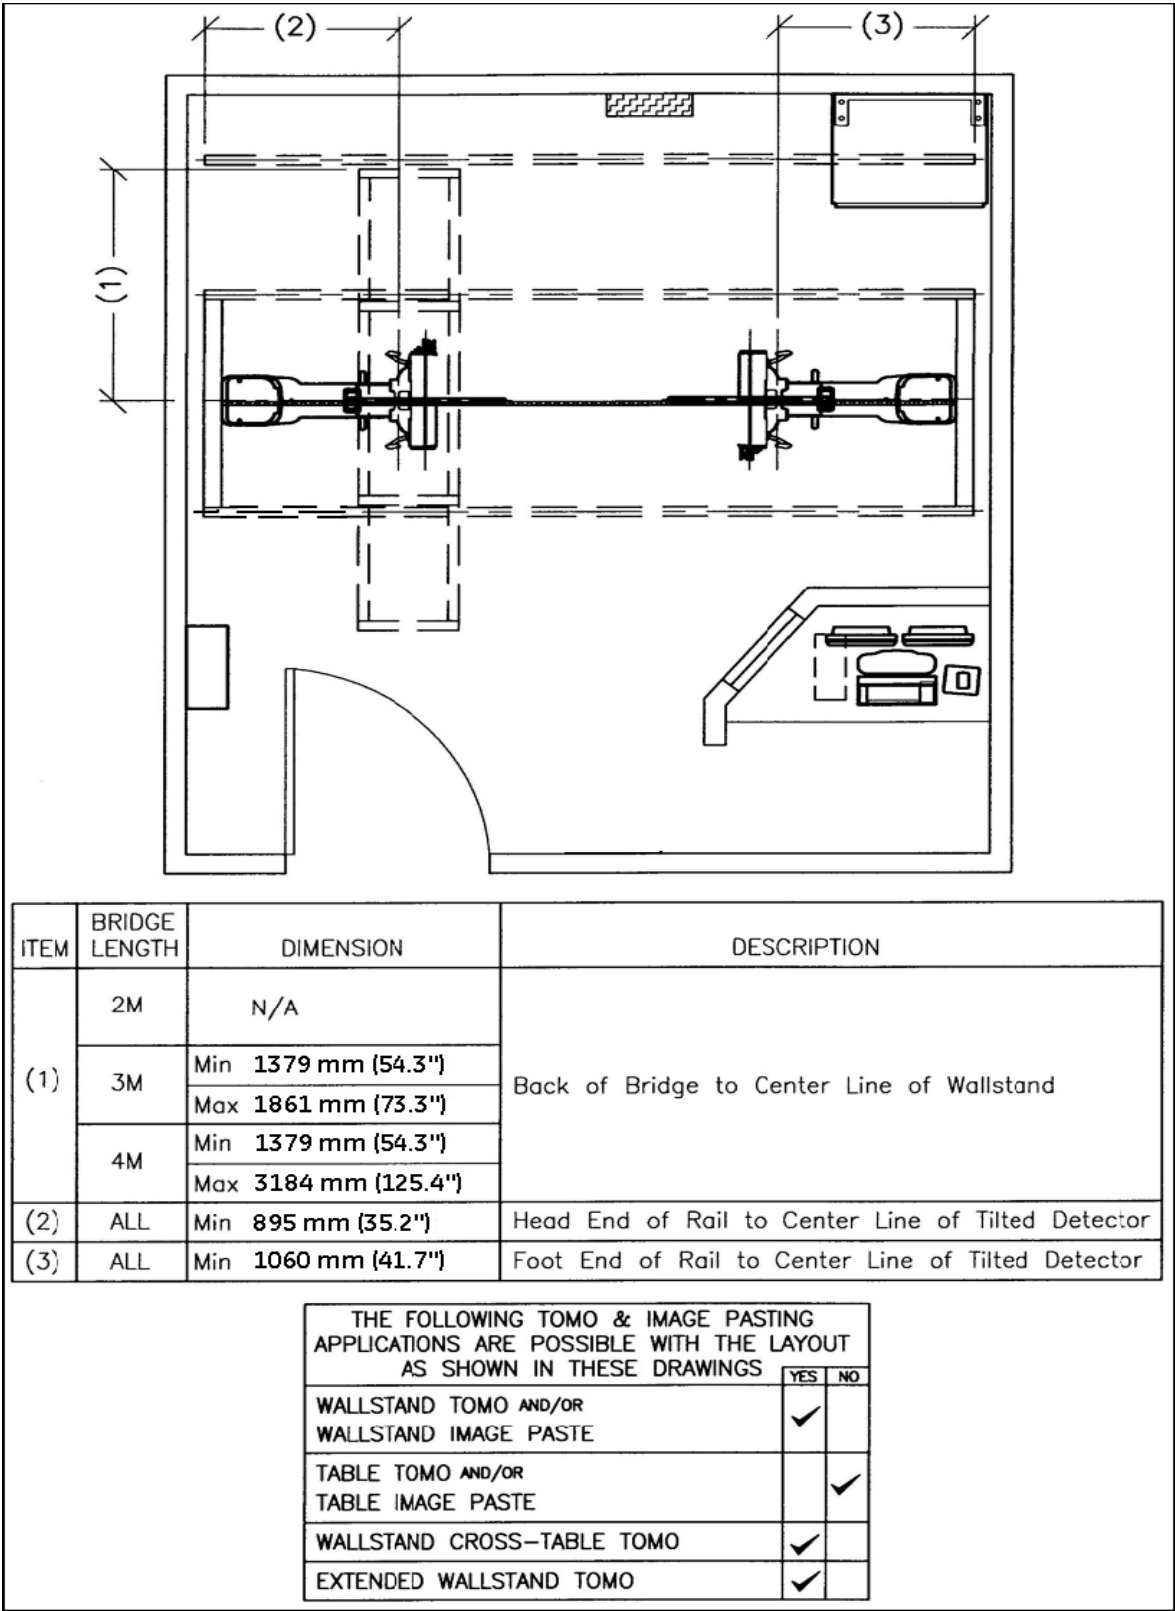 (2)
(3)
(1)
ITEM
BRIDGE
LENGTH
DIMENSION
DESCRIPTION
(1)
2M
N/A
3M
Min 1379 mm (54.3")
Max 1861 mm (73.3")
4M
Min 1379 mm (54.3")
Max 3184 mm (125.4")
Back of Bridge to Center Line of Wallstand
(2) ALL Min 895 mm (35.2") Head End of Rail to Center Line of Tilted Detector
(3) ALL Min 1060 mm (41.7") Foot End of Rail to Center Line of Tilted Detector
THE FOLLOWING TOMO & IMAGE PASTING
APPLICATIONS ARE POSSIBLE WITH THE LAYOUT
AS SHOWN IN THESE DRAWINGS YES NO
WALLSTAND TOMO AND/OR
WALLSTAND IMAGE PASTE
TABLE TOMO AND/OR
TABLE IMAGE PASTE
WALLSTAND CROSS-TABLE TOMO
EXTENDED WALLSTAND TOMO